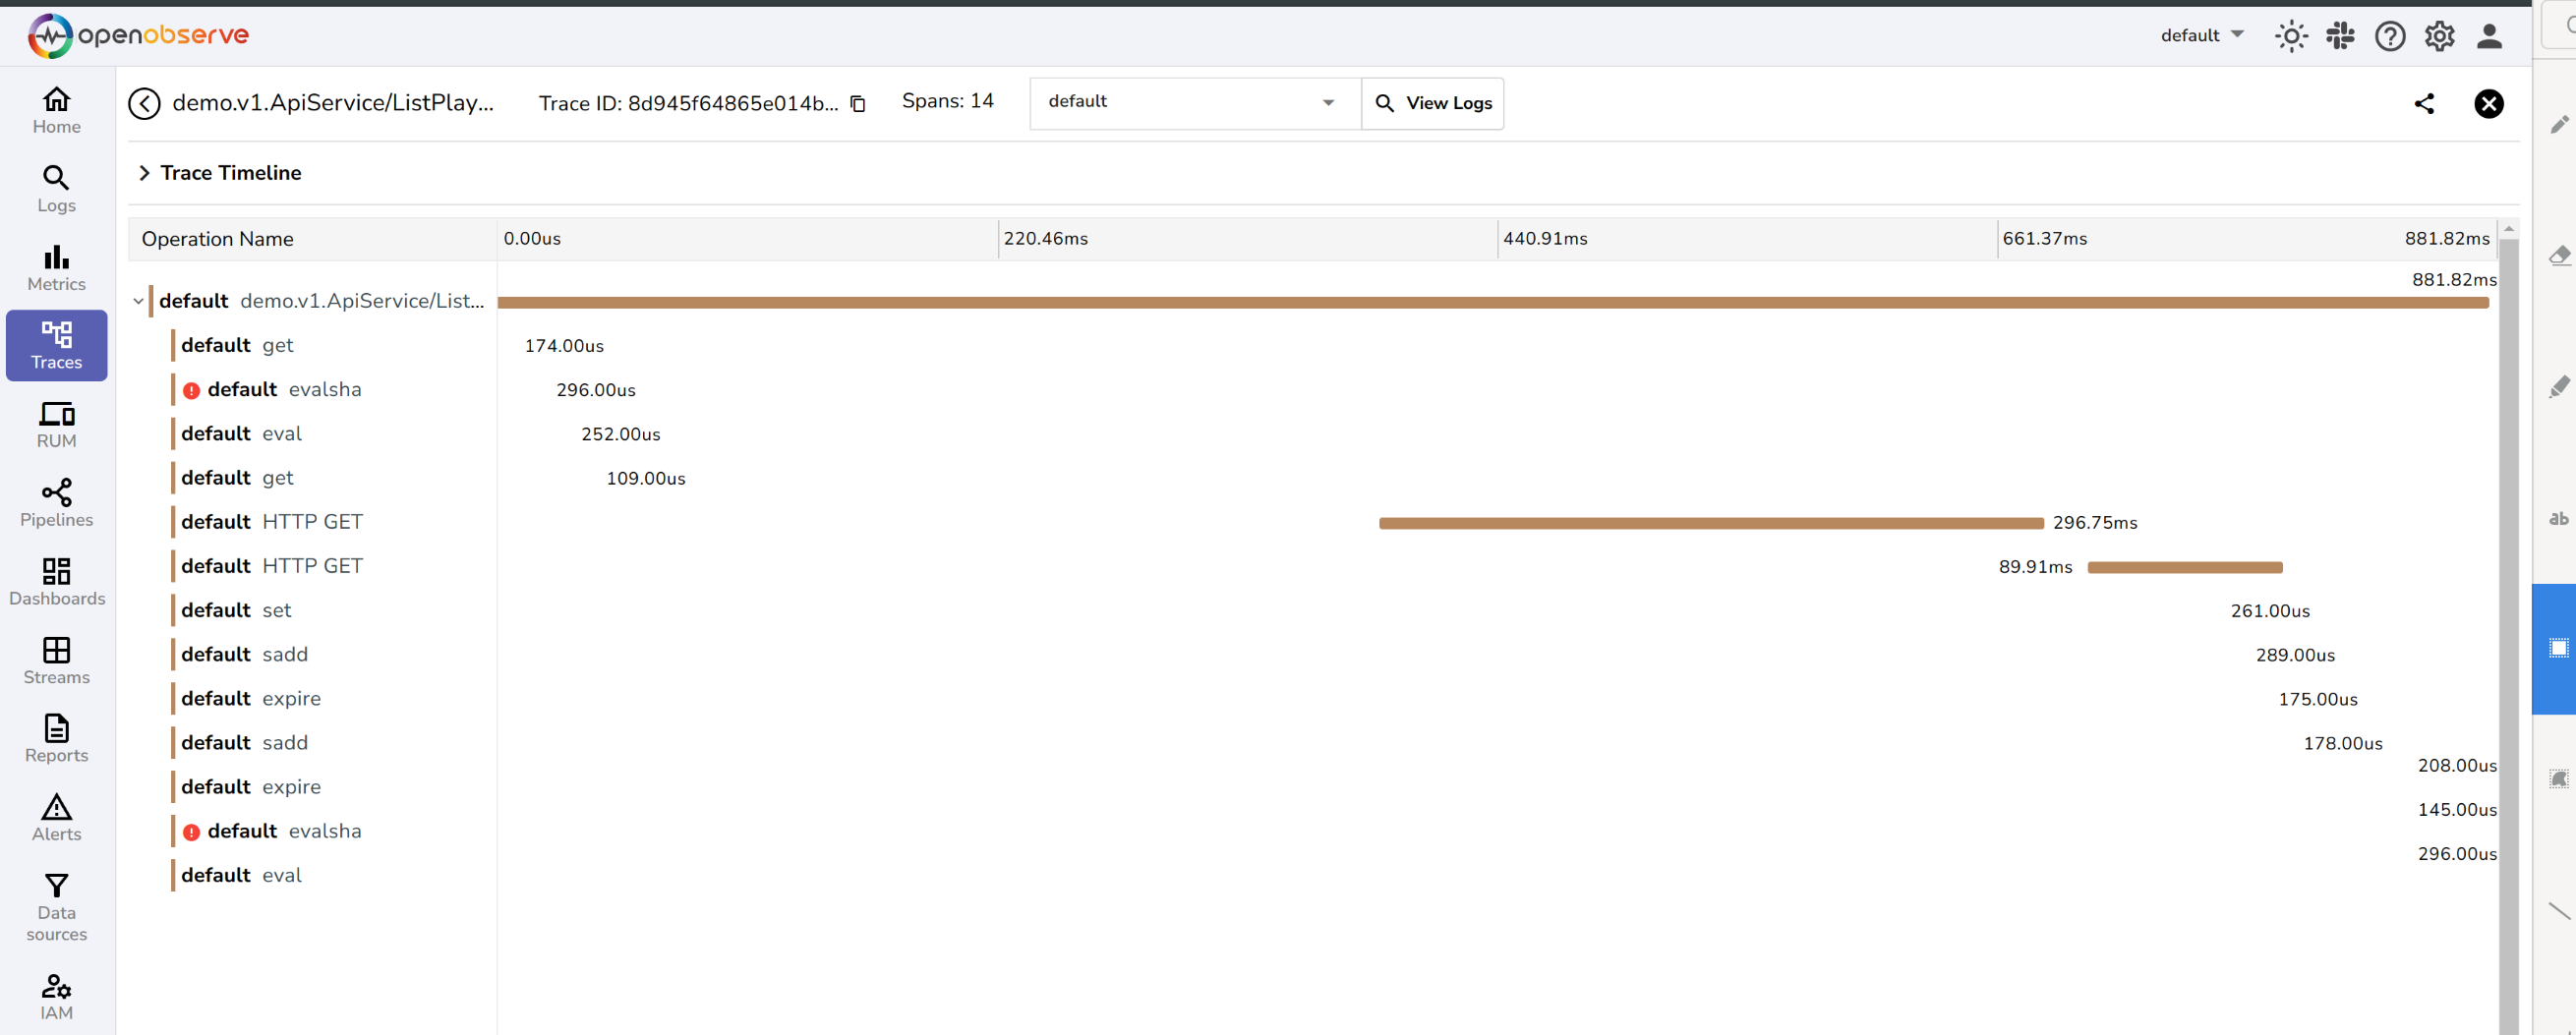 openobserve
default
demo.v1.ApiService/ListPlay... Trace ID: 8d945f64865e014b... Spans: 14 default View Logs
Home
Logs
Metrics
Traces
RUM
Pipelines
Dashboards
Streams
Reports
Alerts
Data
sources
IAM
Trace Timeline
Operation Name 0.00us 220.46ms 440.91ms 661.37ms 881.82ms
881.82ms
default demo.v1.ApiService/List...
default get 174.00us
default evalsha 296.00us
default eval 252.00us
default get 109.00us
default HTTP GET 296.75ms
default HTTP GET 89.91ms
default set 261.00us
default sadd 289.00us
default expire 175.00us
default sadd 178.00us
208.00us
default expire
145.00us
default evalsha
296.00us
default eval
ab